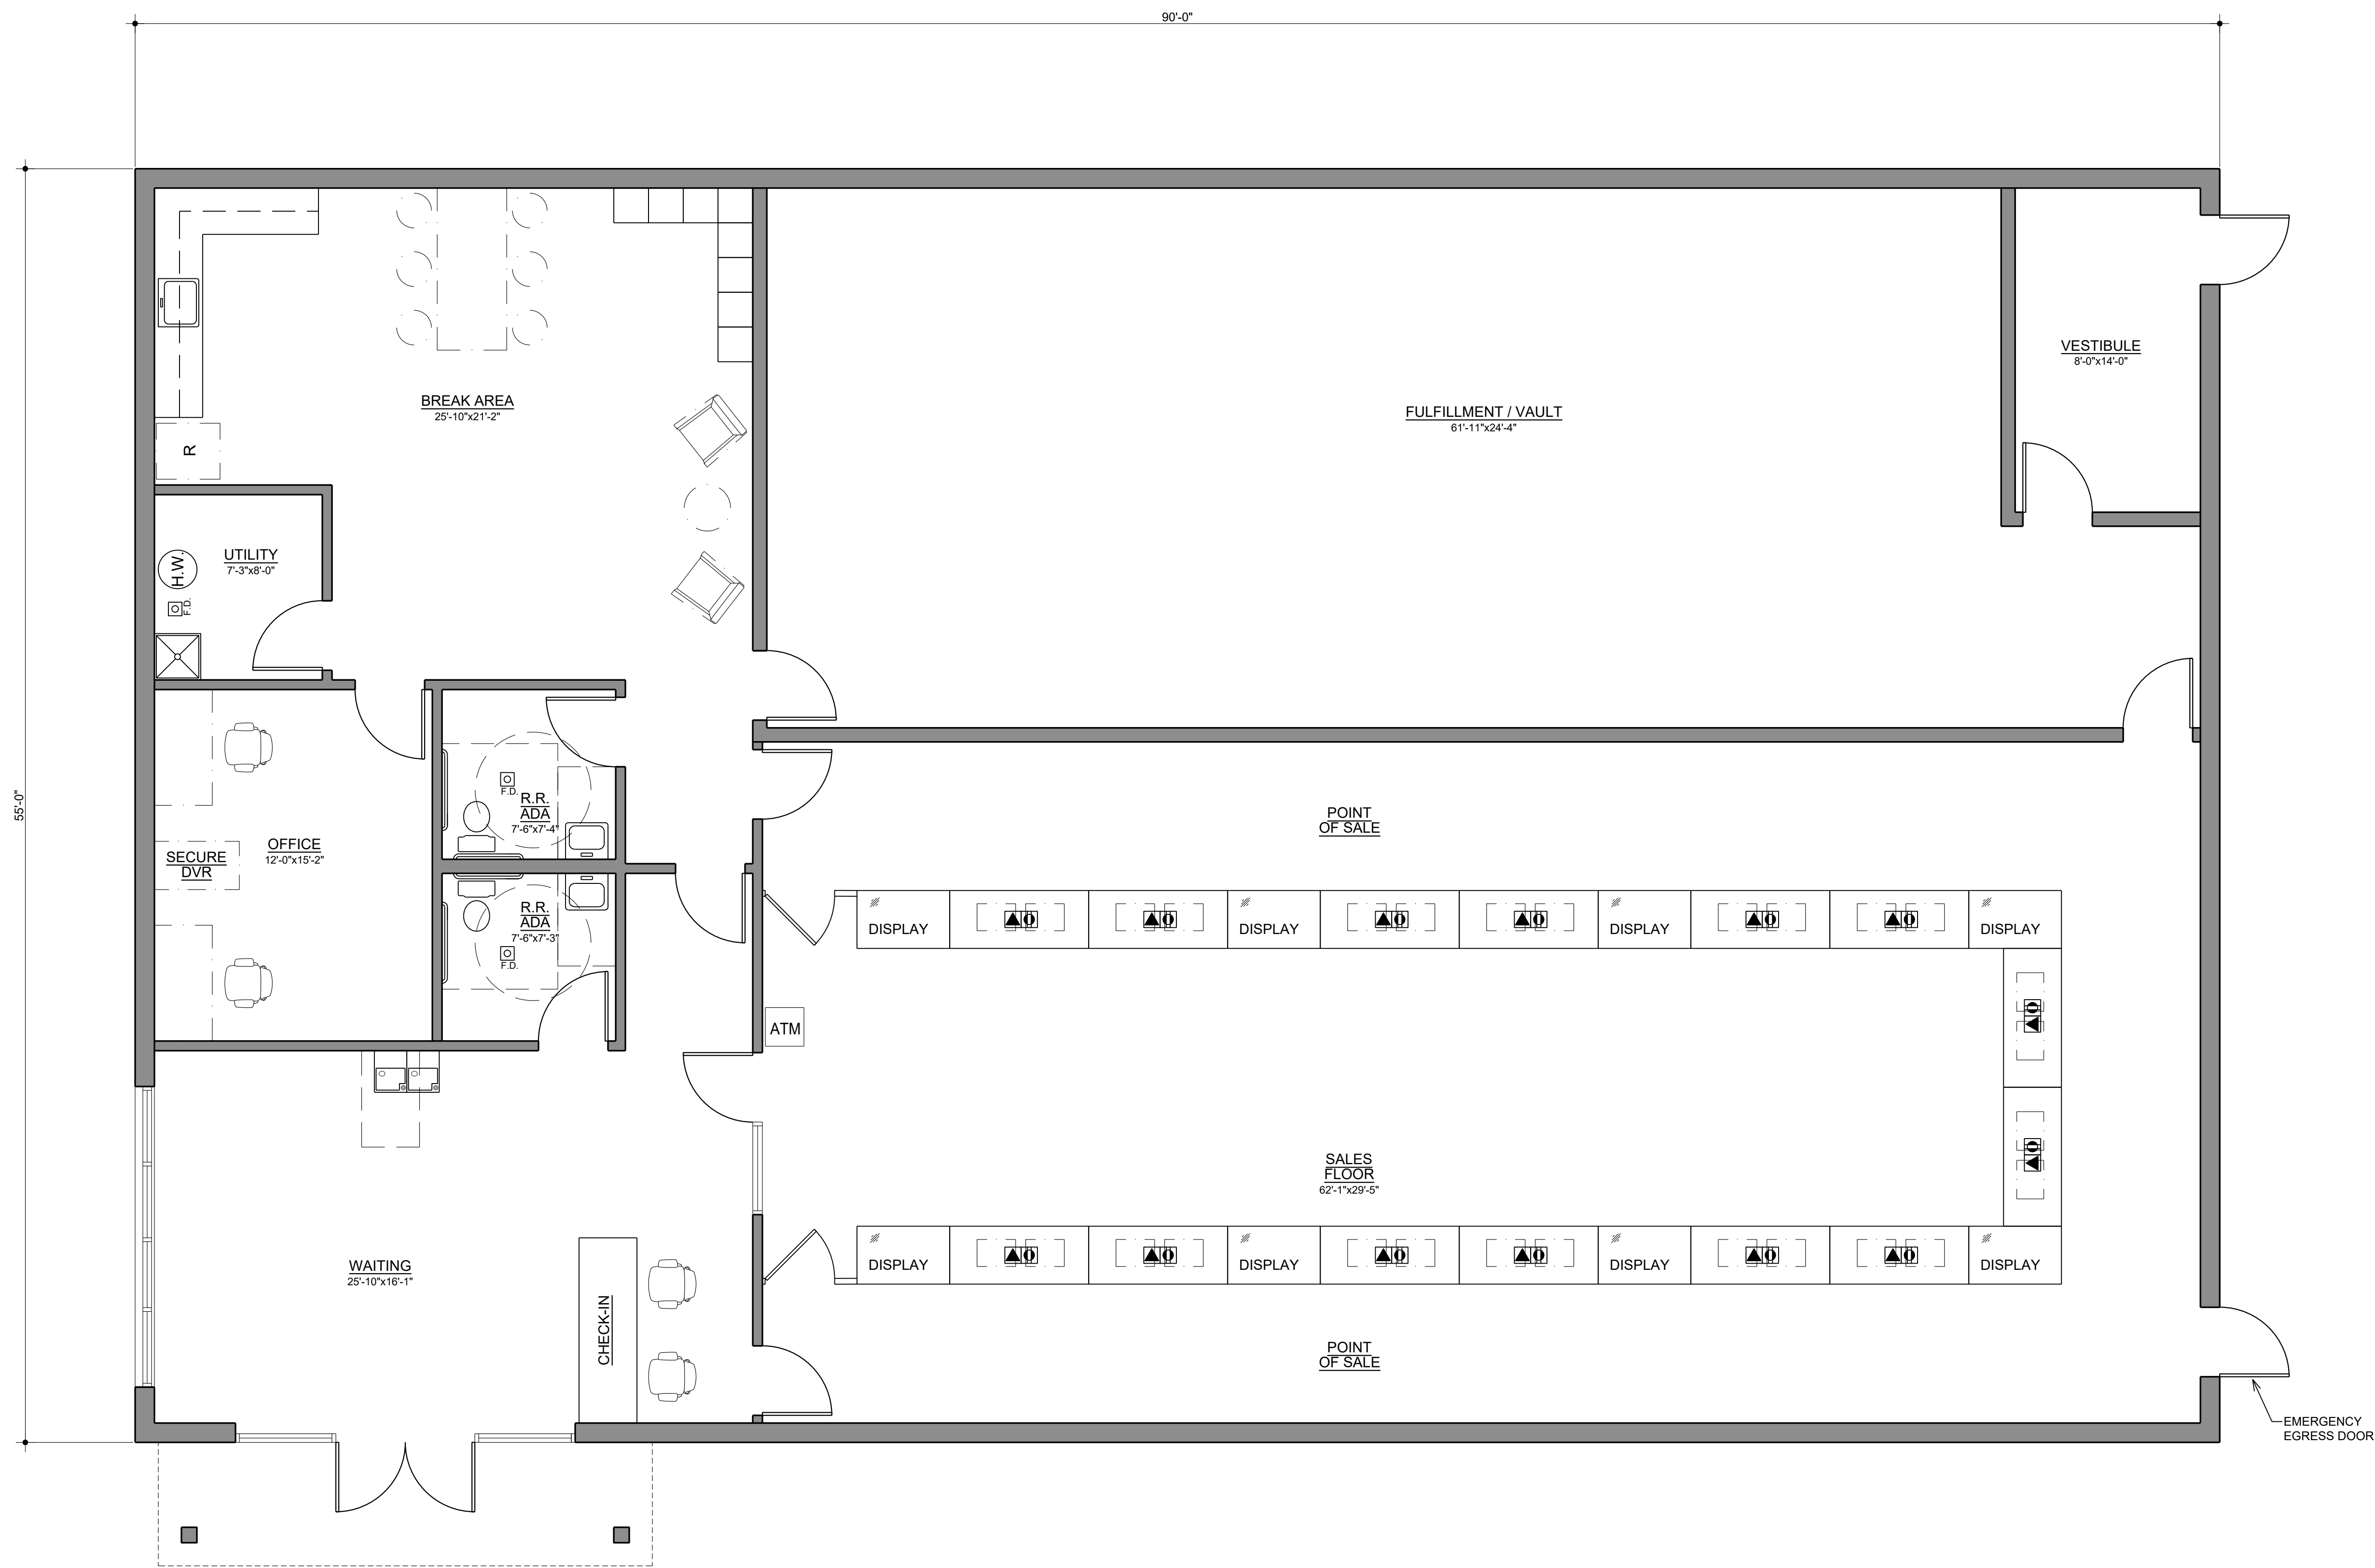 90'-0"
55'-0"
BREAK AREA
25'-10"x21'-2"
R
FULFILLMENT / VAULT
61'-11"x24'-4"
VESTIBULE
8'-0"x14'-0"
UTILITY
7'-3"x8'-0"
H.W.
F.D.
OFFICE
12'-0"x15'-2"
SECURE
DVR
F.D.
R.R.
ADA
7'-6"x7'-4"
R.R.
ADA
7'-6"x7'-3"
F.D.
POINT
OF SALE
DISPLAY
DISPLAY
DISPLAY
DISPLAY
ATM
SALES
FLOOR
62'-1"x29'-5"
DISPLAY
DISPLAY
DISPLAY
DISPLAY
WAITING
25'-10"x16'-1"
CHECK-IN
POINT
OF SALE
EMERGENCY
EGRESS DOOR